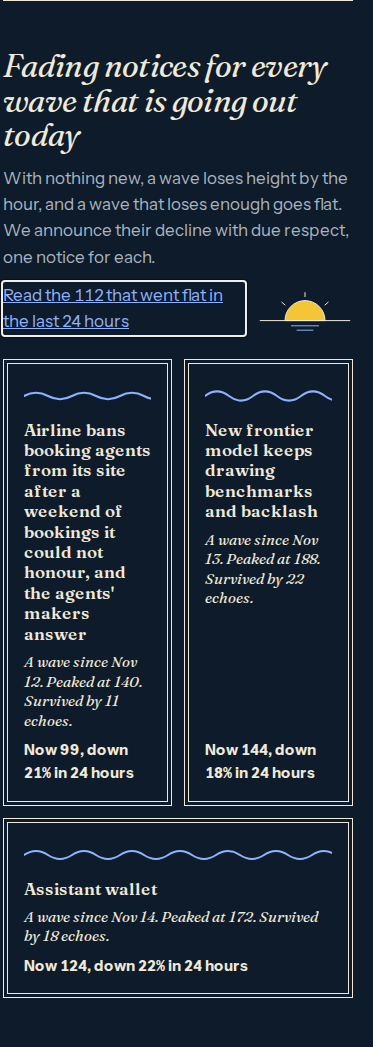 Fading notices for every
wave that is going out
today
With nothing new, a wave loses height by the
hour, and a wave that loses enough goes flat.
We announce their decline with due respect,
one notice for each.
Read the 112 that went flat in
the last 24 hours
Airline bans
booking agents
from its site
after a
weekend of
bookings it
could not
honour, and
the agents'
makers
answer
A wave since Nov
12. Peaked at 140.
Survived by 11
echoes.
Now 99, down
21% in 24 hours
New frontier
model keeps
drawing
benchmarks
and backlash
A wave since Nov
13. Peaked at 188.
Survived by 22
echoes.
Now 144, down
18% in 24 hours
Assistant wallet
A wave since Nov 14. Peaked at 172. Survived
by 18 echoes.
Now 124, down 22% in 24 hours